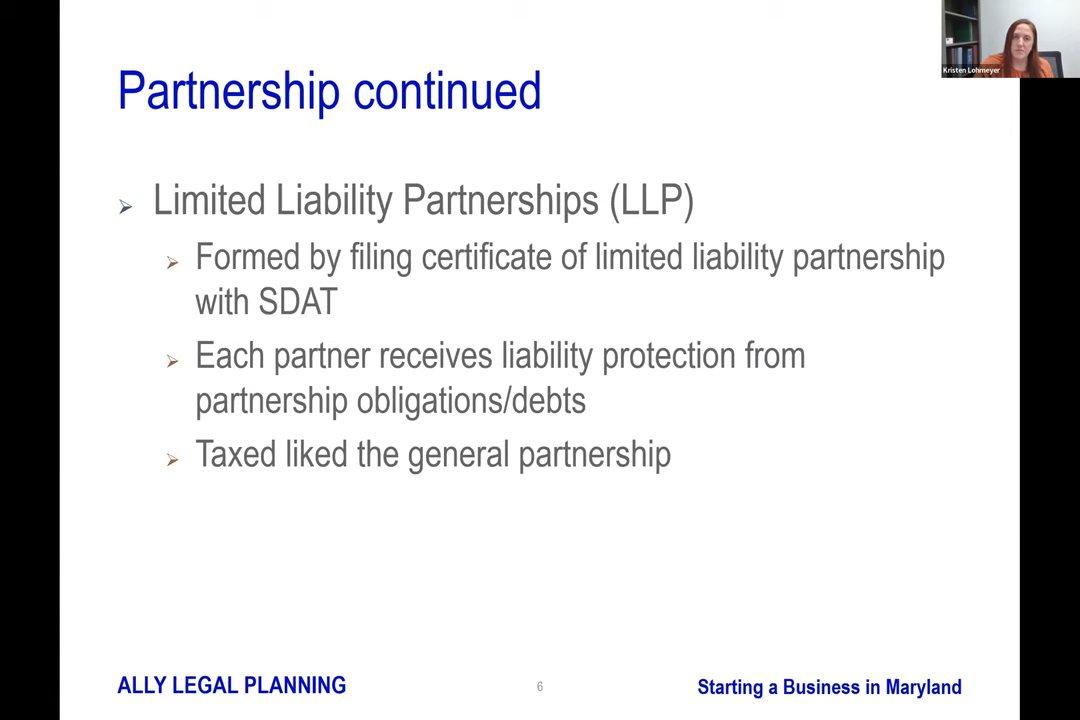 Kristen Lohmeyer
Partnership continued
Limited Liability Partnerships (LLP)
Formed by filing certificate of limited liability partnership
with SDAT
Each partner receives liability protection from
partnership obligations/debts
Taxed liked the general partnership
ALLY LEGAL PLANNING
6
Starting a Business in Maryland